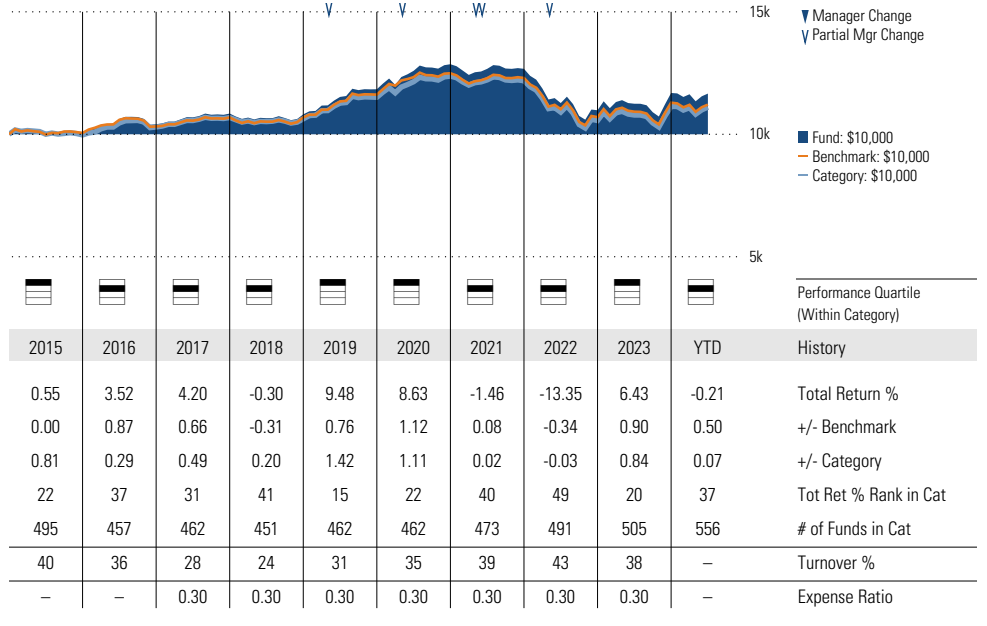 15k
Manager Change
Partial Mgr Change
10k
Fund: $10,000
Benchmark: $10,000
Category: $10,000
5k
Performance Quartile
(Within Category)
2015 2016 2017 2018 2019 2020 2021 2022 2023 YTD History
0.55 3.52 4.20 -0.30 9.48 8.63 -1.46 -13.35 6.43 -0.21 Total Return %
0.00 0.87 0.66 -0.31 0.76 1.12 0.08 -0.34 0.90 0.50 +/- Benchmark
0.81 0.29 0.49 0.20 1.42 1.11 0.02 -0.03 0.84 0.07 +/- Category
22 37 31 41 15 22 40 49 20 37 Tot Ret % Rank in Cat
495 457 462 451 462 462 473 491 505 556 # of Funds in Cat
40 36 28 24 31 35 39 43 38 – Turnover %
– – 0.30 0.30 0.30 0.30 0.30 0.30 0.30 – Expense Ratio